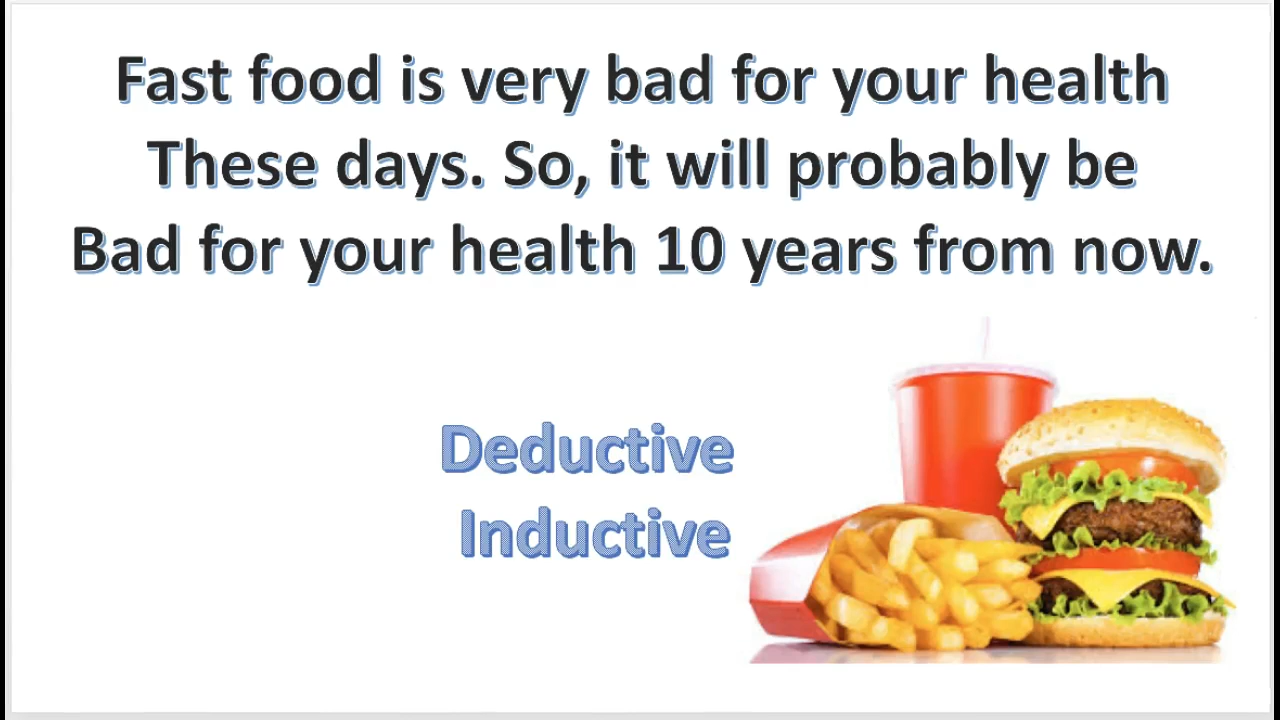 Fast food is very bad for your health
These days. So, it will probably be
Bad for your health 10 years from now.
Deductive
Inductive